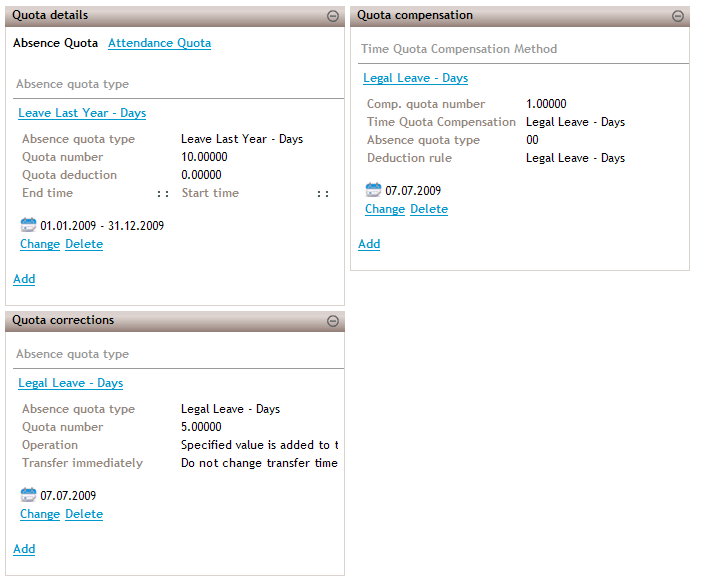 Quota details
Absence Quota Attendance Quota
Absence quota type
Leave Last Year - Days
Absence quota type Leave Last Year - Days
Quota number 10.00000
Quota deduction 0.00000
End time : : Start time : :
01.01.2009 - 31.12.2009
Change Delete
Add
Quota compensation
Time Quota Compensation Method
Legal Leave - Days
Comp. quota number 1.00000
Time Quota Compensation Legal Leave - Days
Absence quota type 00
Deduction rule Legal Leave - Days
07.07.2009
Change Delete
Add
Quota corrections
Absence quota type
Legal Leave - Days
Absence quota type Legal Leave - Days
Quota number 5.00000
Operation Specified value is added to t
Transfer immediately Do not change transfer time
07.07.2009
Change Delete
Add